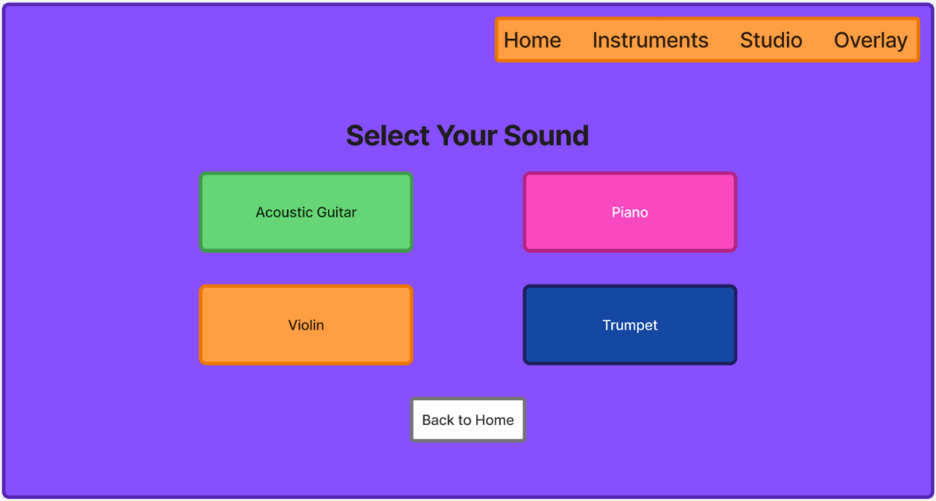 Home Instruments Studio Overlay
Select Your Sound
Acoustic Guitar Piano
Violin Trumpet
Back to Home